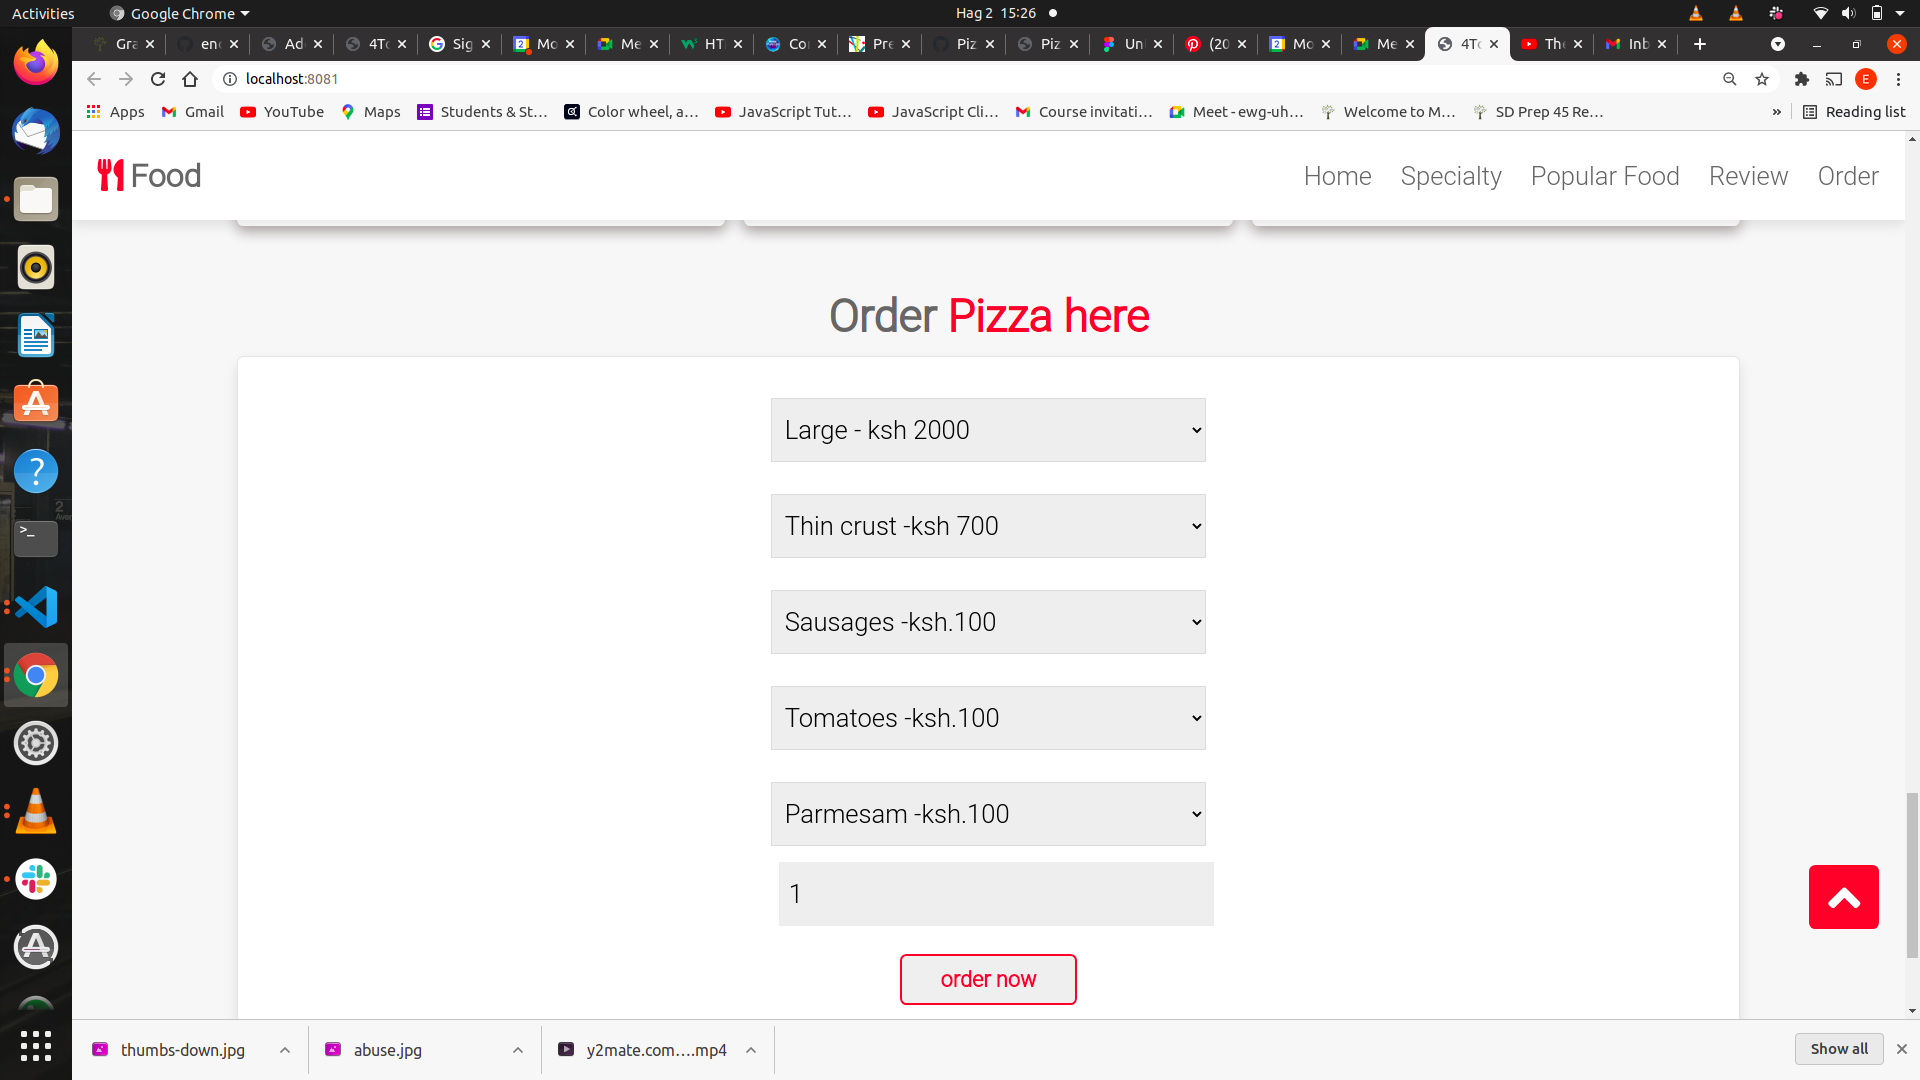 Activities
Google Chrome
Hag 2 15:26
Gra
enc
Ad
4To
Sig
Mo
Me
HT
Co
Pre
Piz
Piz
Un
(20
Mo
Me
4To
The
Inb
localhost:8081
E
Apps
Gmail
YouTube
Maps
Students & St...
Color wheel, a...
JavaScript Tut...
JavaScript Cli...
Course invitati...
Meet - ewg-uh...
Welcome to M...
SD Prep 45 Re...
»
Reading list
Food
Home
Specialty
Popular Food
Review
Order
Order Pizza here
Large - ksh 2000
Thin crust -ksh 700
Sausages -ksh.100
Tomatoes -ksh.100
Parmesam -ksh.100
1
order now
thumbs-down.jpg
abuse.jpg
y2mate.com....mp4
Show all